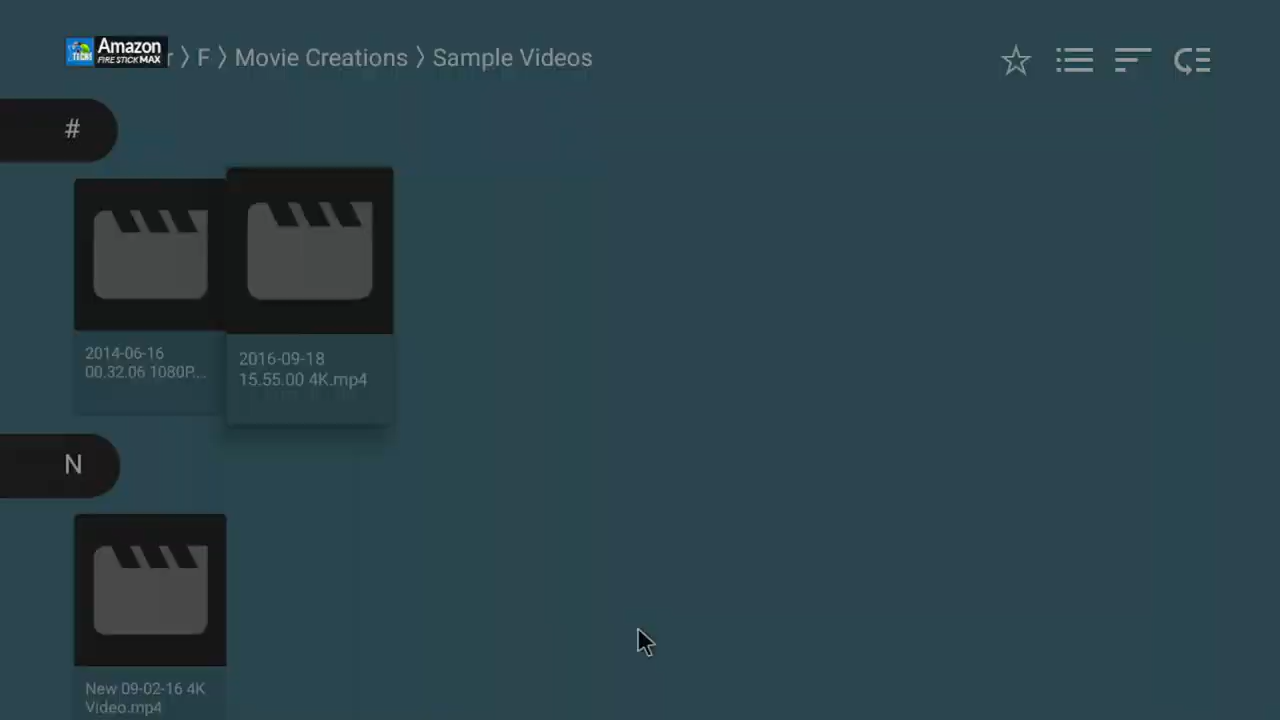 TECHS
Amazon
FIRE STICK MAX
r 〉 F 〉 Movie Creations 〉 Sample Videos
#
2014-06-16
00.32.06 1080P...
2016-09-18
15.55.00 4K.mp4
N
New 09-02-16 4K
Video.mp4